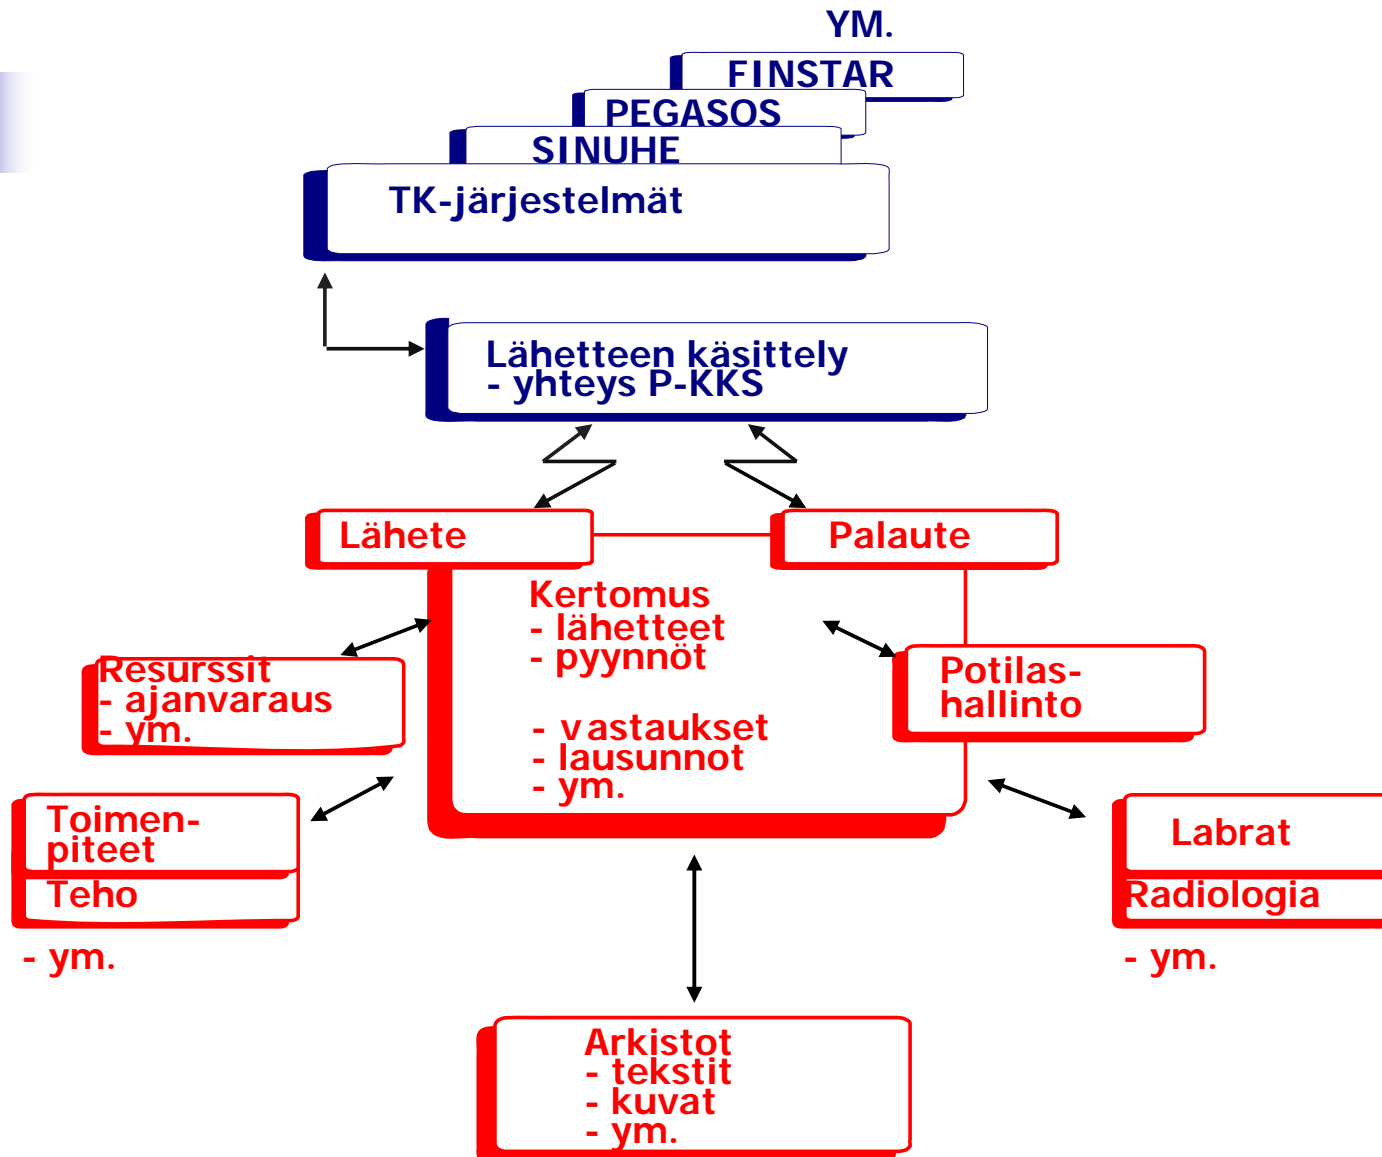 YM.
FINSTAR
PEGASOS
SINUHE
TK-järjestelmät
Lähetteen käsittely
- yhteys P-KKS
Lähete
Palaute
Kertomus
- lähetteet
- pyynnöt
- vastaukset
- lausunnot
- ym.
Resurssit
- ajanvaraus
- ym.
Potilas-
hallinto
Toimen-
piteet
Teho
- ym.
Labrat
Radiologia
- ym.
Arkistot
- tekstit
- kuvat
- ym.